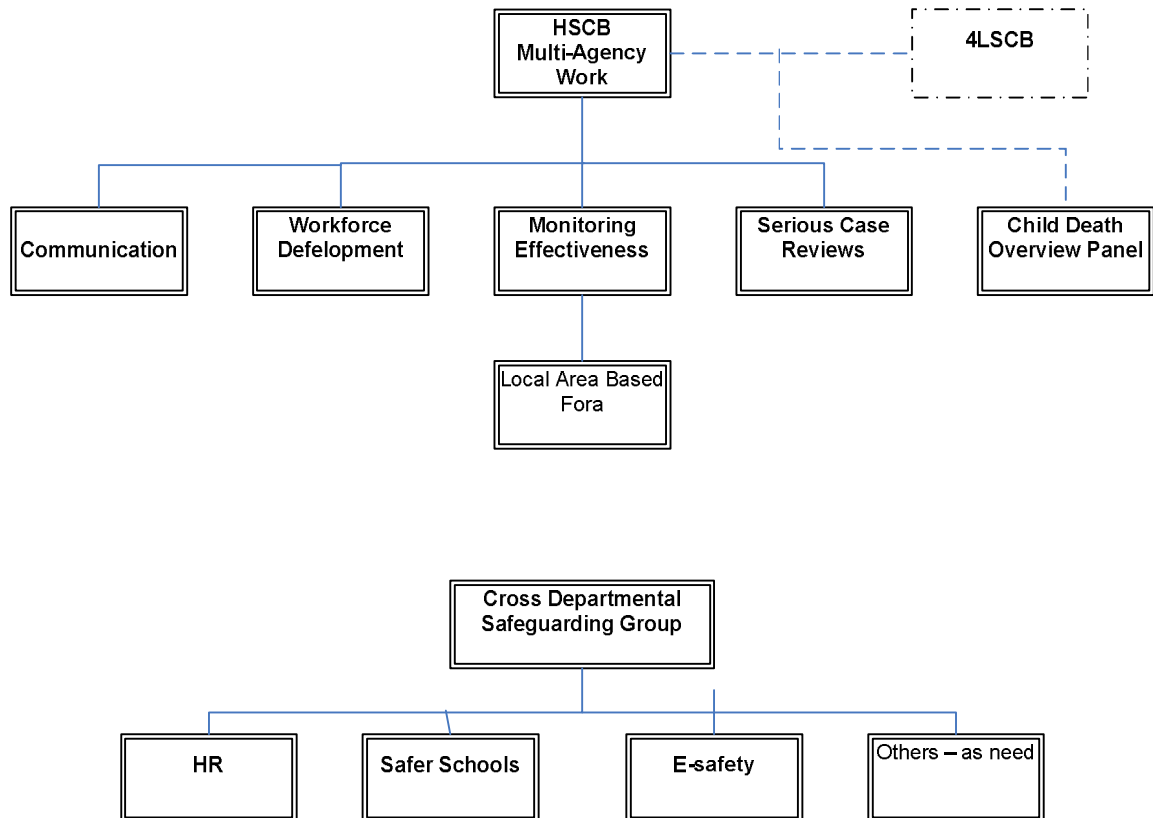 HSCB
Multi-Agency
Work
4LSCB
Communication
Workforce
Defelopment
Monitoring
Effectiveness
Serious Case
Reviews
Child Death
Overview Panel
Local Area Based
Fora
Cross Departmental
Safeguarding Group
HR
Safer Schools
E-safety
Others – as need